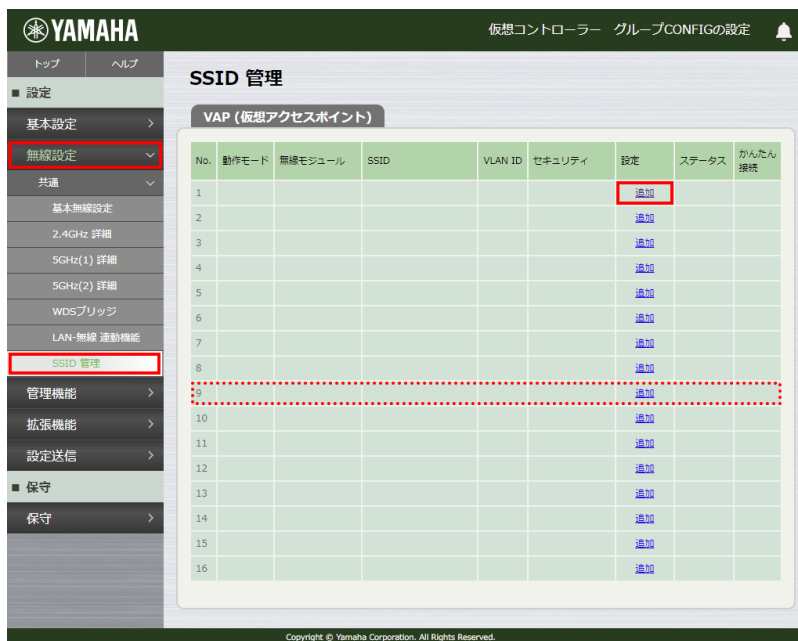 YAMAHA
仮想コントローラー グループCONFIGの設定
トップ ヘルプ
■ 設定
基本設定
無線設定
共通
基本無線設定
2.4GHz 詳細
5GHz(1) 詳細
5GHz(2) 詳細
WDSブリッジ
LAN-無線 連動機能
SSID 管理
管理機能
拡張機能
設定送信
■ 保守
保守
SSID 管理
VAP (仮想アクセスポイント)
No. 動作モード 無線モジュール SSID VLAN ID セキュリティ 設定 ステータス かんたん接続
1 追加
2 追加
3 追加
4 追加
5 追加
6 追加
7 追加
8 追加
9 追加
10 追加
11 追加
12 追加
13 追加
14 追加
15 追加
16 追加
Copyright © Yamaha Corporation. All Rights Reserved.